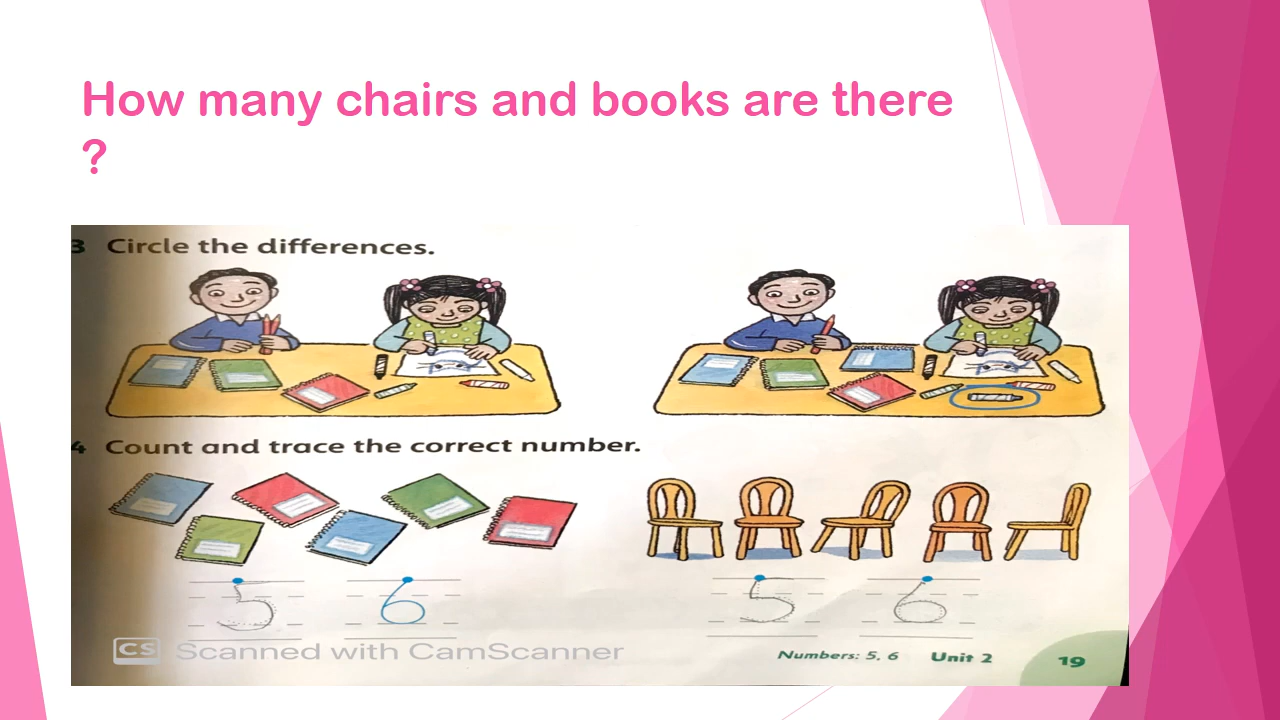 How many chairs and books are there
?
3 Circle the differences.
4 Count and trace the correct number.
5 6 5 6
CS Scanned with CamScanner
Numbers: 5, 6 Unit 2 19